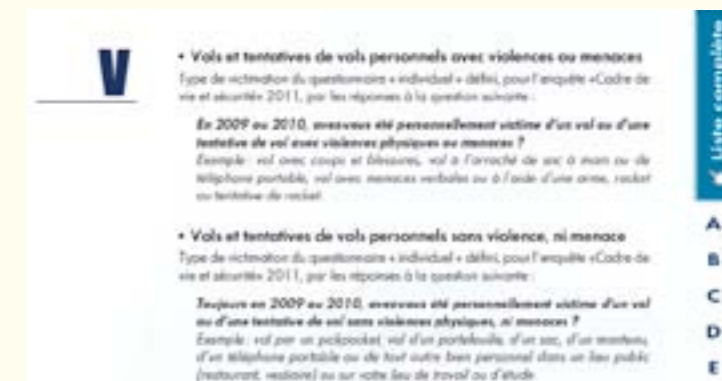 V
• Vols et tentatives de vols personnels avec violences ou menaces
Type de victimation du questionnaire « individuel » défini, pour l'enquête «Cadre de
vie et sécurité» 2011, par les réponses à la question suivante :
En 2009 ou 2010, avez-vous été personnellement victime d'un vol ou d'une
tentative de vol avec violences physiques ou menaces ?
Exemple : vol avec coups et blessures, vol à l'arraché de sac à main ou de
téléphone portable, vol avec menaces verbales ou à l'aide d'une arme, racket
ou tentative de racket.
• Vols et tentatives de vols personnels sans violence, ni menace
Type de victimation du questionnaire « individuel » défini, pour l'enquête «Cadre de
vie et sécurité» 2011, par les réponses à la question suivante :
Toujours en 2009 ou 2010, avez-vous été personnellement victime d'un vol
ou d'une tentative de vol sans violences physiques, ni menaces ?
Exemple : vol par un pickpocket, vol d'un portefeuille, d'un sac, d'un manteau,
d'un téléphone portable ou de tout autre bien personnel dans un lieu public
(restaurant, vestiaire) ou sur votre lieu de travail ou d'étude
Liste complète
A
B
C
D
E